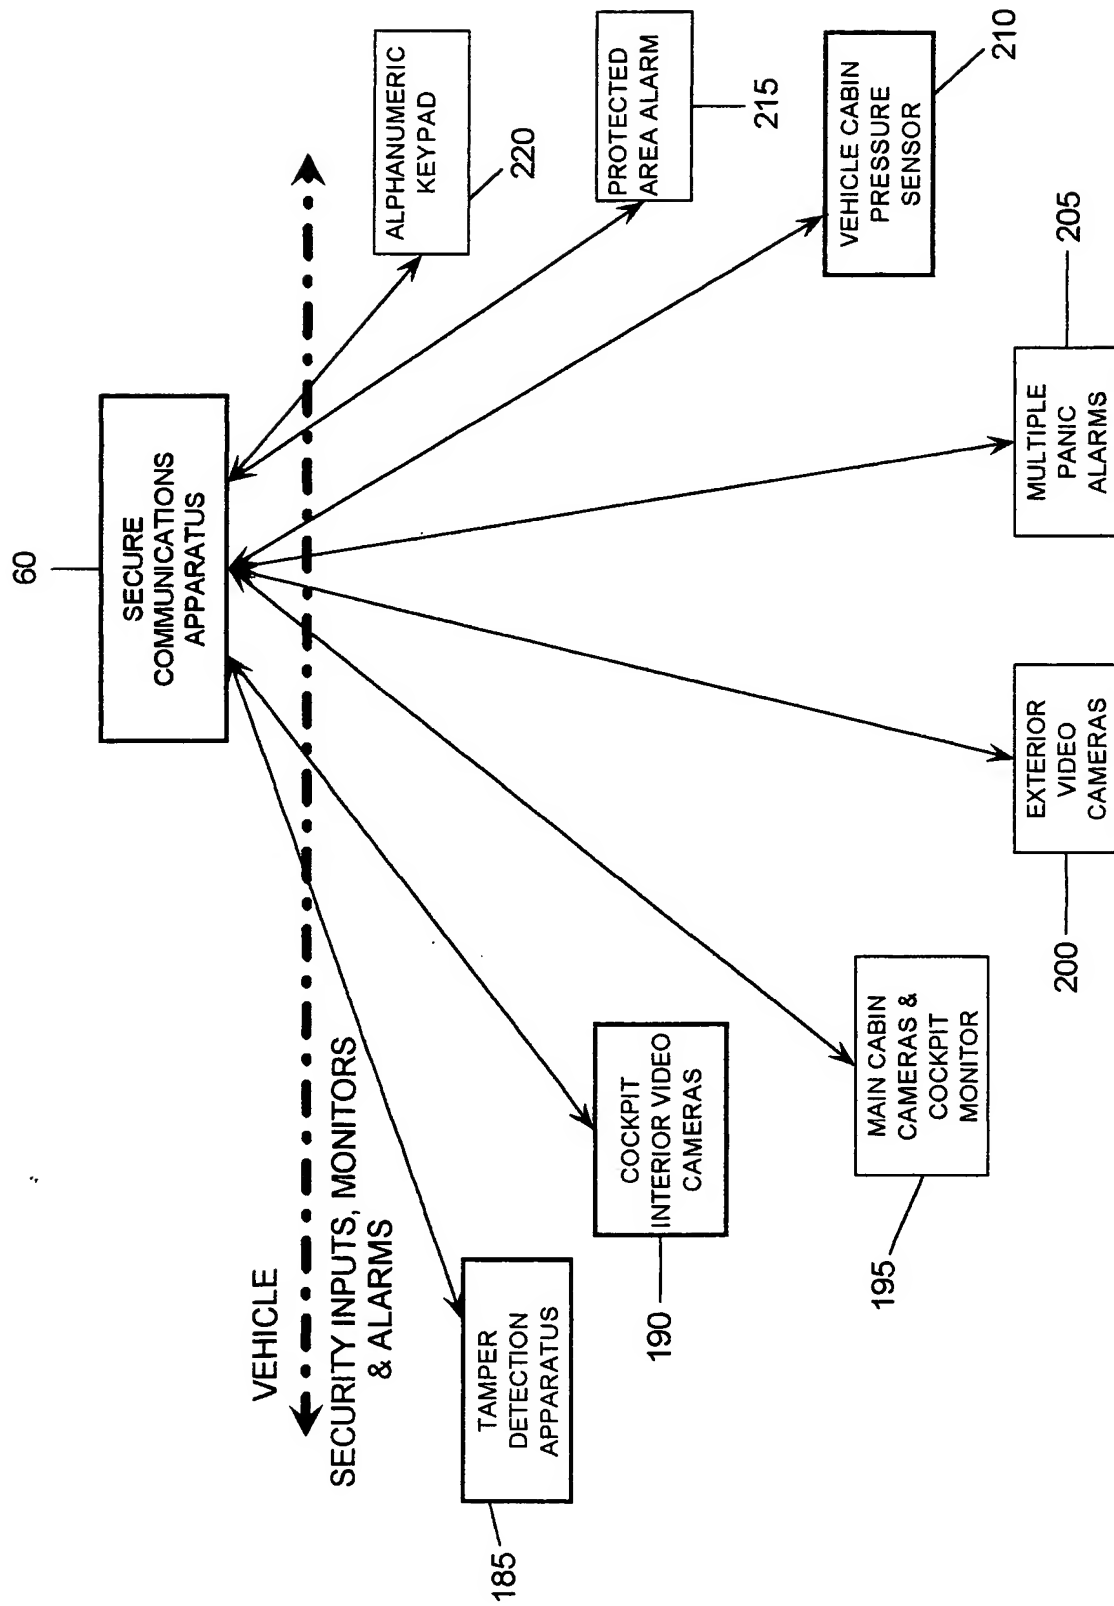 60
SECURE
COMMUNICATIONS
APPARATUS
VEHICLE
SECURITY INPUTS, MONITORS
& ALARMS
TAMPER
DETECTION
APPARATUS
185
COCKPIT
INTERIOR VIDEO
CAMERAS
190
MAIN CABIN
CAMERAS &
COCKPIT
MONITOR
195
EXTERIOR
VIDEO
CAMERAS
200
MULTIPLE
PANIC
ALARMS
205
VEHICLE CABIN
PRESSURE
SENSOR
210
PROTECTED
AREA ALARM
215
ALPHANUMERIC
KEYPAD
220